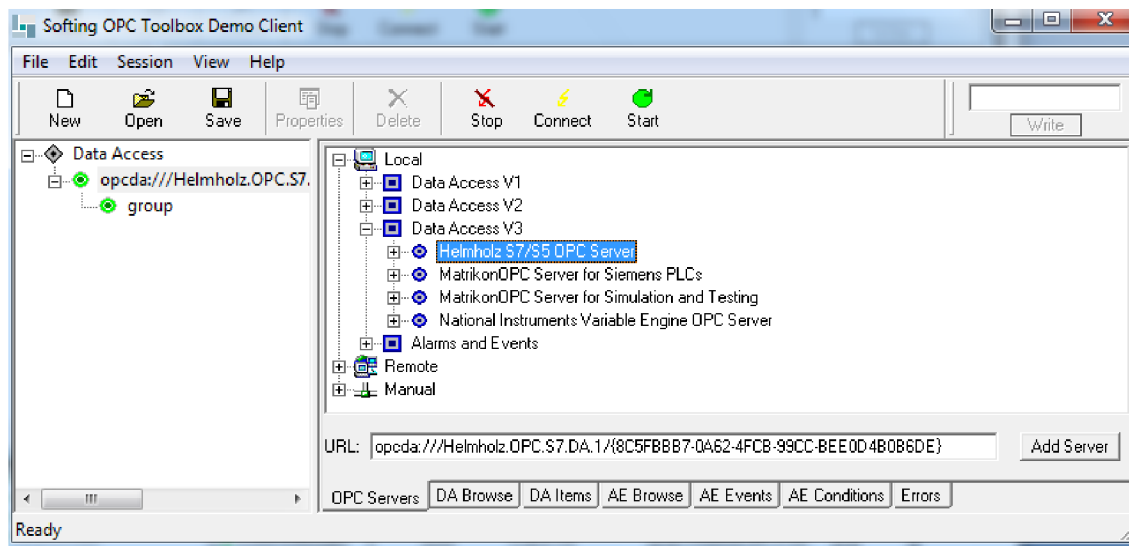 Softing OPC Toolbox Demo Client
File Edit Session View Help
New Open Save Properties Delete Stop Connect Start Write
Data Access
opcda:///Helmholz.OPC.S7.
group
Local
Data Access V1
Data Access V2
Data Access V3
Helmholz S7/S5 OPC Server
MatrikonOPC Server for Siemens PLCs
MatrikonOPC Server for Simulation and Testing
National Instruments Variable Engine OPC Server
Alarms and Events
Remote
Manual
URL: opcda:///Helmholz.OPC.S7.DA.1/{8C5FBBB7-0A62-4FCB-99CC-BEE0D4B0B6DE} Add Server
OPC Servers DA Browse DA Items AE Browse AE Events AE Conditions Errors
Ready